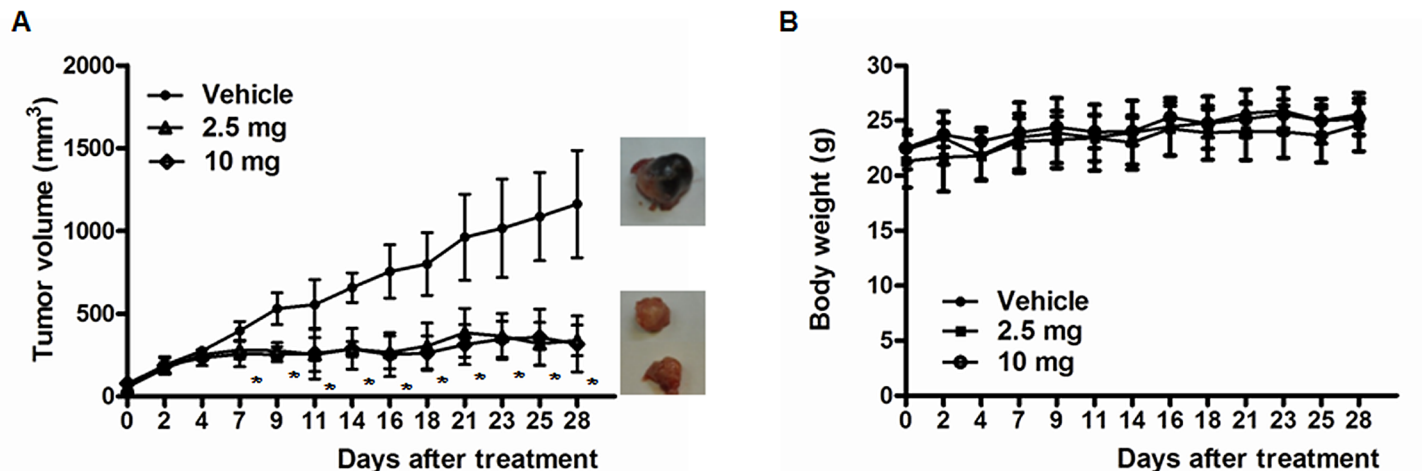 A
Tumor volume (mm3)
2000
1500
1000
500
0
Vehicle
2.5 mg
10 mg
* * * * * * * * * *
0 2 4 7 9 11 14 16 18 21 23 25 28
Days after treatment
B
Body weight (g)
30
25
20
15
10
5
0
Vehicle
2.5 mg
10 mg
0 2 4 7 9 11 14 16 18 21 23 25 28
Days after treatment